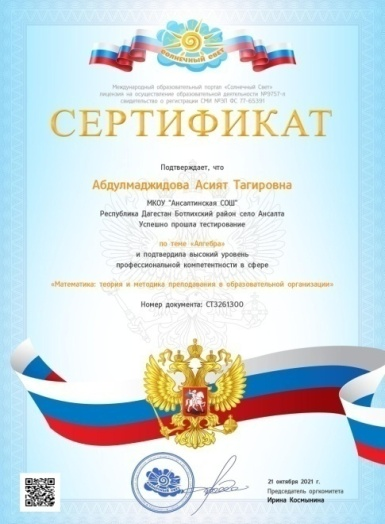 СОЛНЕЧНЫЙ СВЕТ
Международный образовательный портал «Солнечный Свет»
лицензия на осуществление образовательной деятельности №9757-л
свидетельство о регистрации СМИ №ЭЛ ФС 77-65391
СЕРТИФИКАТ
Подтверждает, что
Абдулмаджидова Асият Тагировна
МКОУ "Ансалтинская СОШ"
Республика Дагестан Ботлихский район село Ансалта
Успешно прошла тестирование
по теме «Алгебра»
и подтвердила высокий уровень
профессиональной компетентности в сфере
«Математика: теория и методика преподавания в образовательной организации»
Номер документа: СТ3261300
21 октября 2021 г.
Председатель оргкомитета
Ирина Космынина